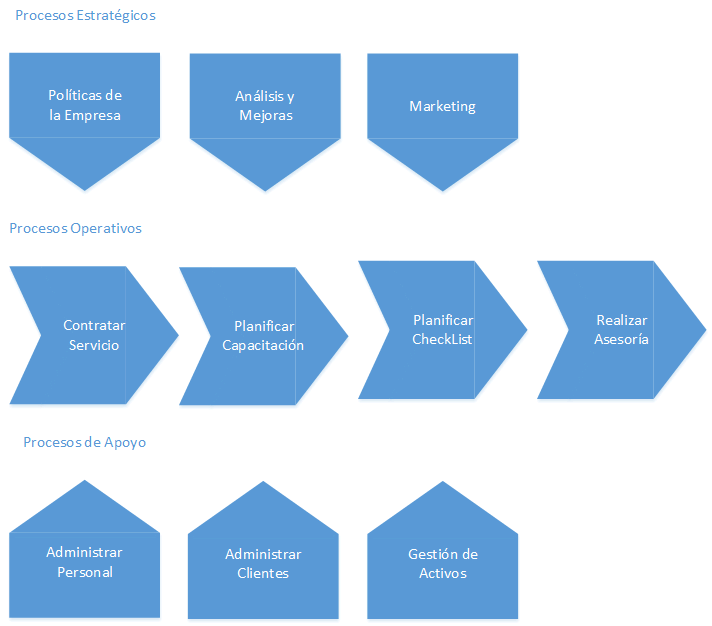 Procesos Estratégicos
Políticas de
la Empresa
Análisis y
Mejoras
Marketing
Procesos Operativos
Contratar
Servicio
Planificar
Capacitación
Planificar
CheckList
Realizar
Asesoría
Procesos de Apoyo
Administrar
Personal
Administrar
Clientes
Gestión de
Activos